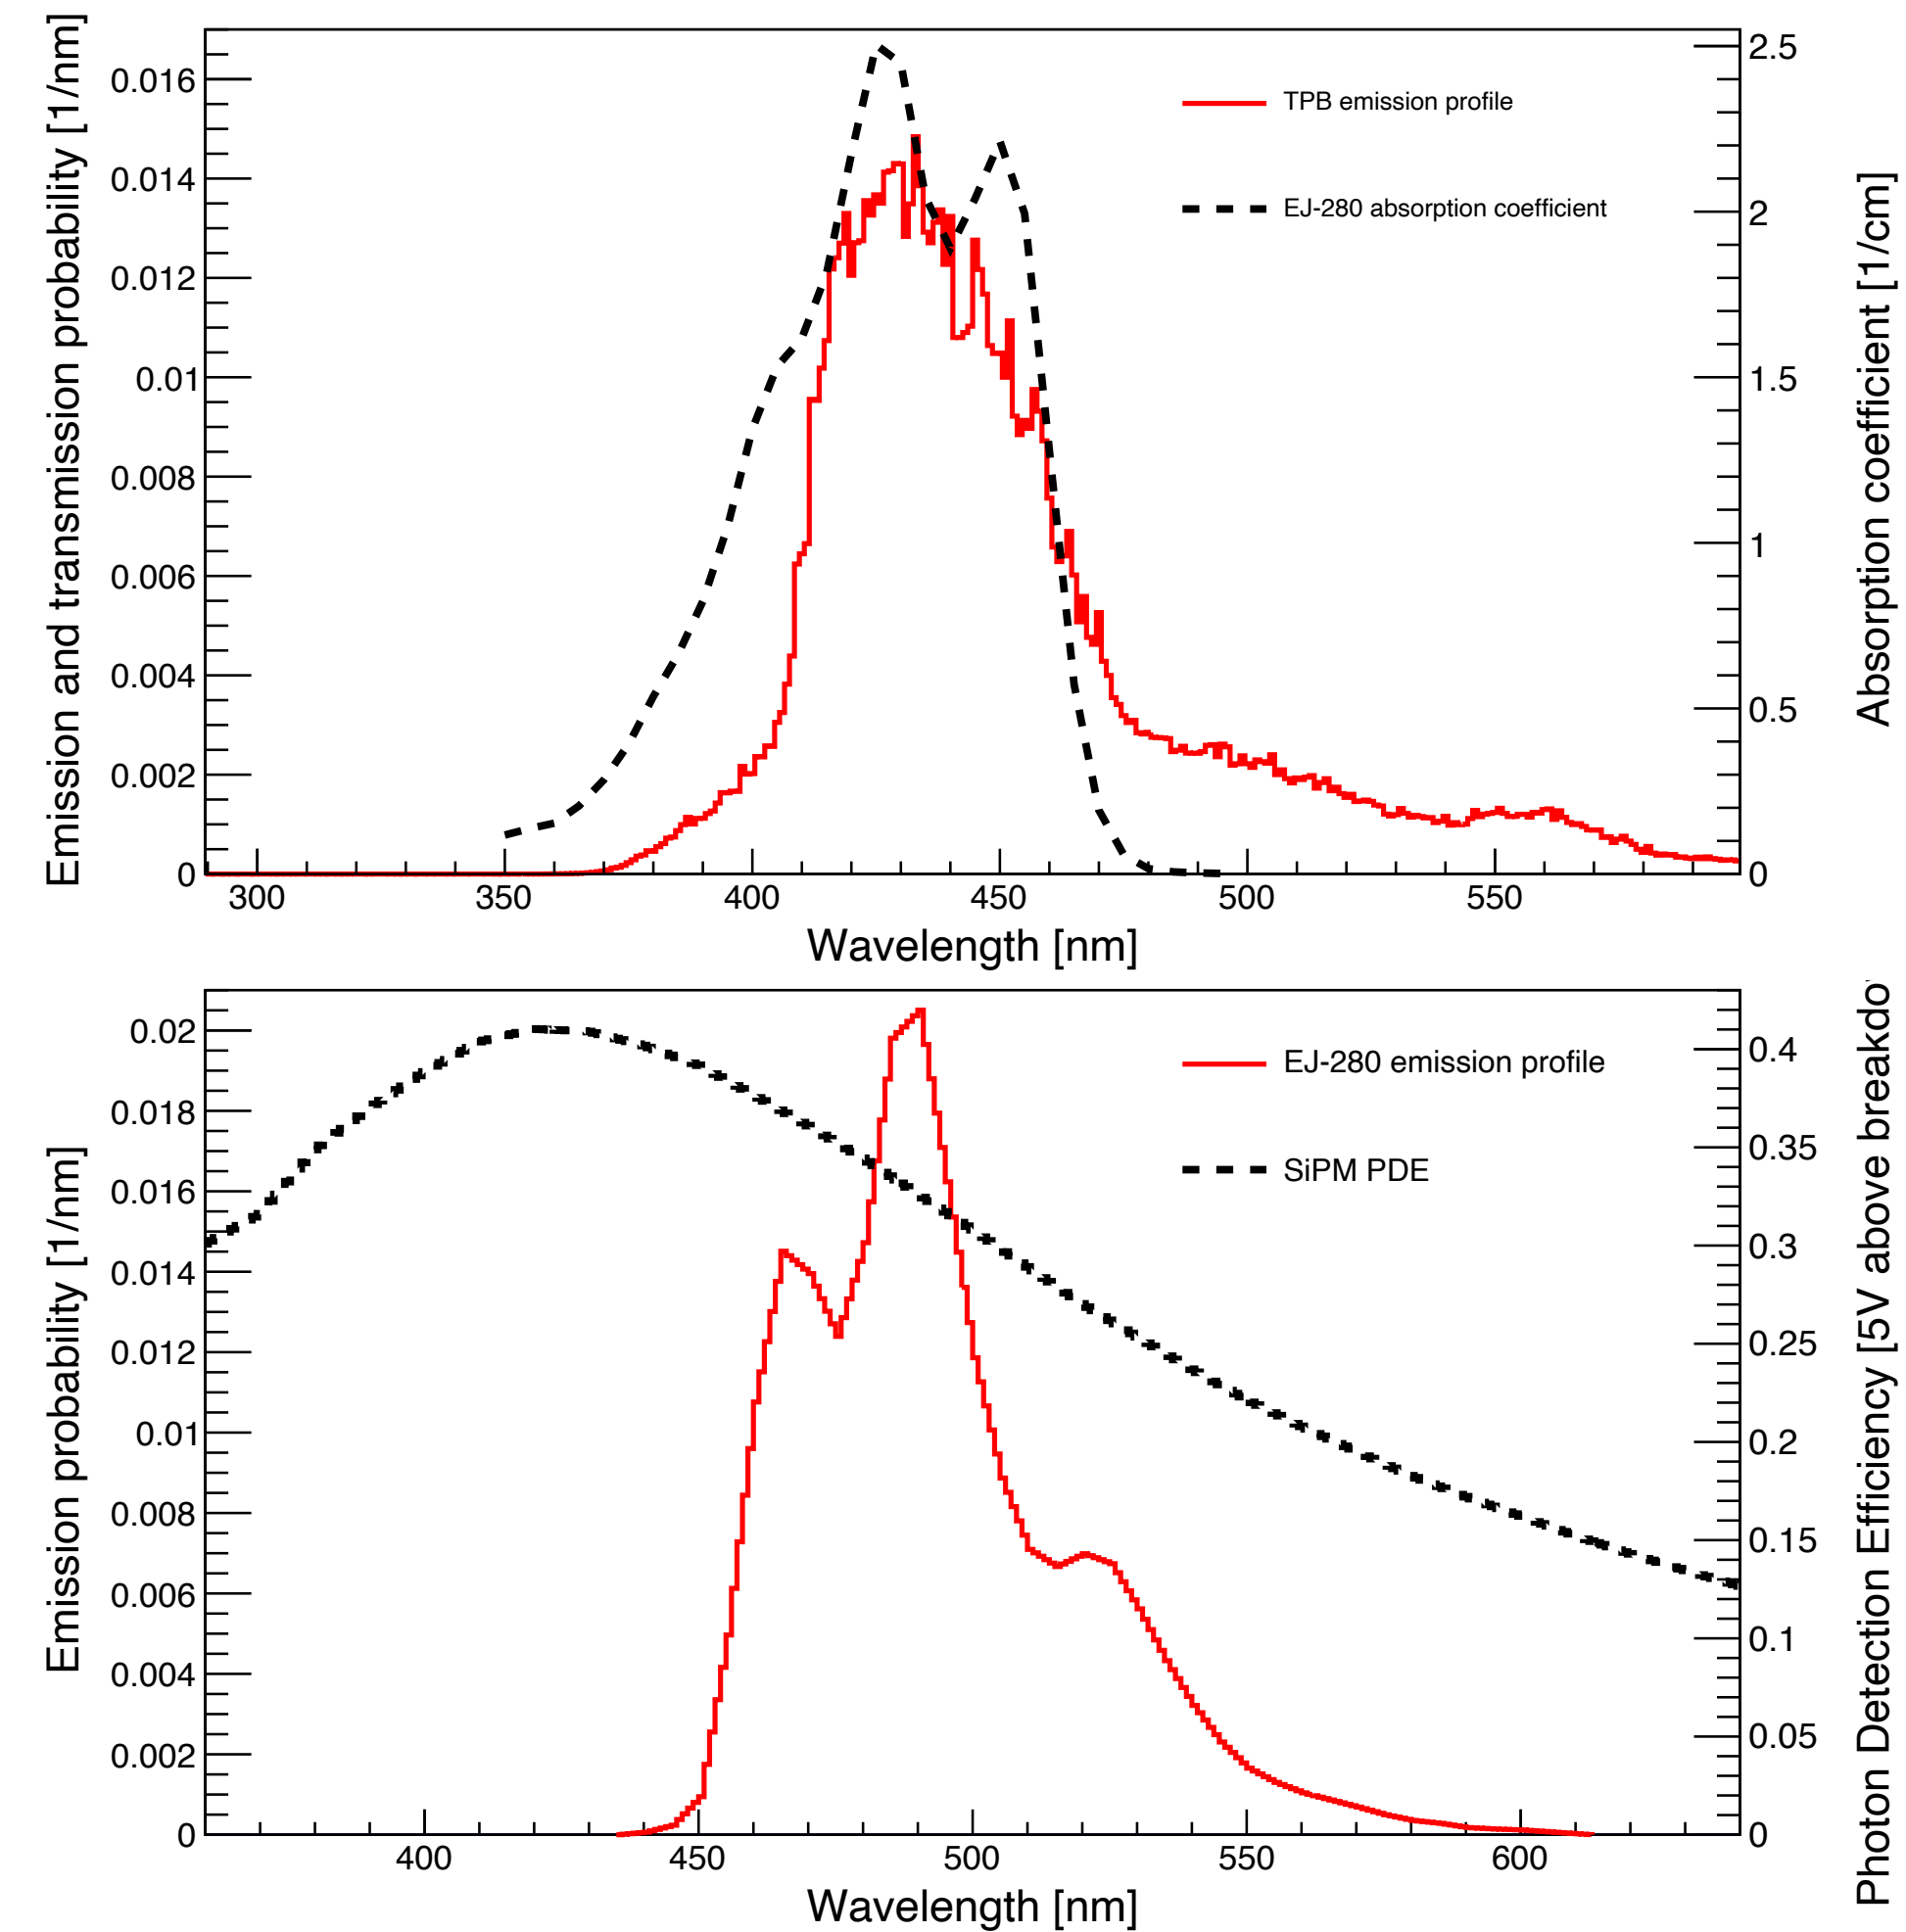 Emission and transmission probability [1/nm]
0.016
0.014
0.012
0.01
0.008
0.006
0.004
0.002
0
TPB emission profile
EJ-280 absorption coefficient
2.5
2
1.5
1
0.5
0
Absorption coefficient [1/cm]
300 350 400 450 500 550
Wavelength [nm]
Emission probability [1/nm]
0.02
0.018
0.016
0.014
0.012
0.01
0.008
0.006
0.004
0.002
0
EJ-280 emission profile
SiPM PDE
0.4
0.35
0.3
0.25
0.2
0.15
0.1
0.05
0
Photon Detection Efficiency [5V above breakdo
400 450 500 550 600
Wavelength [nm]